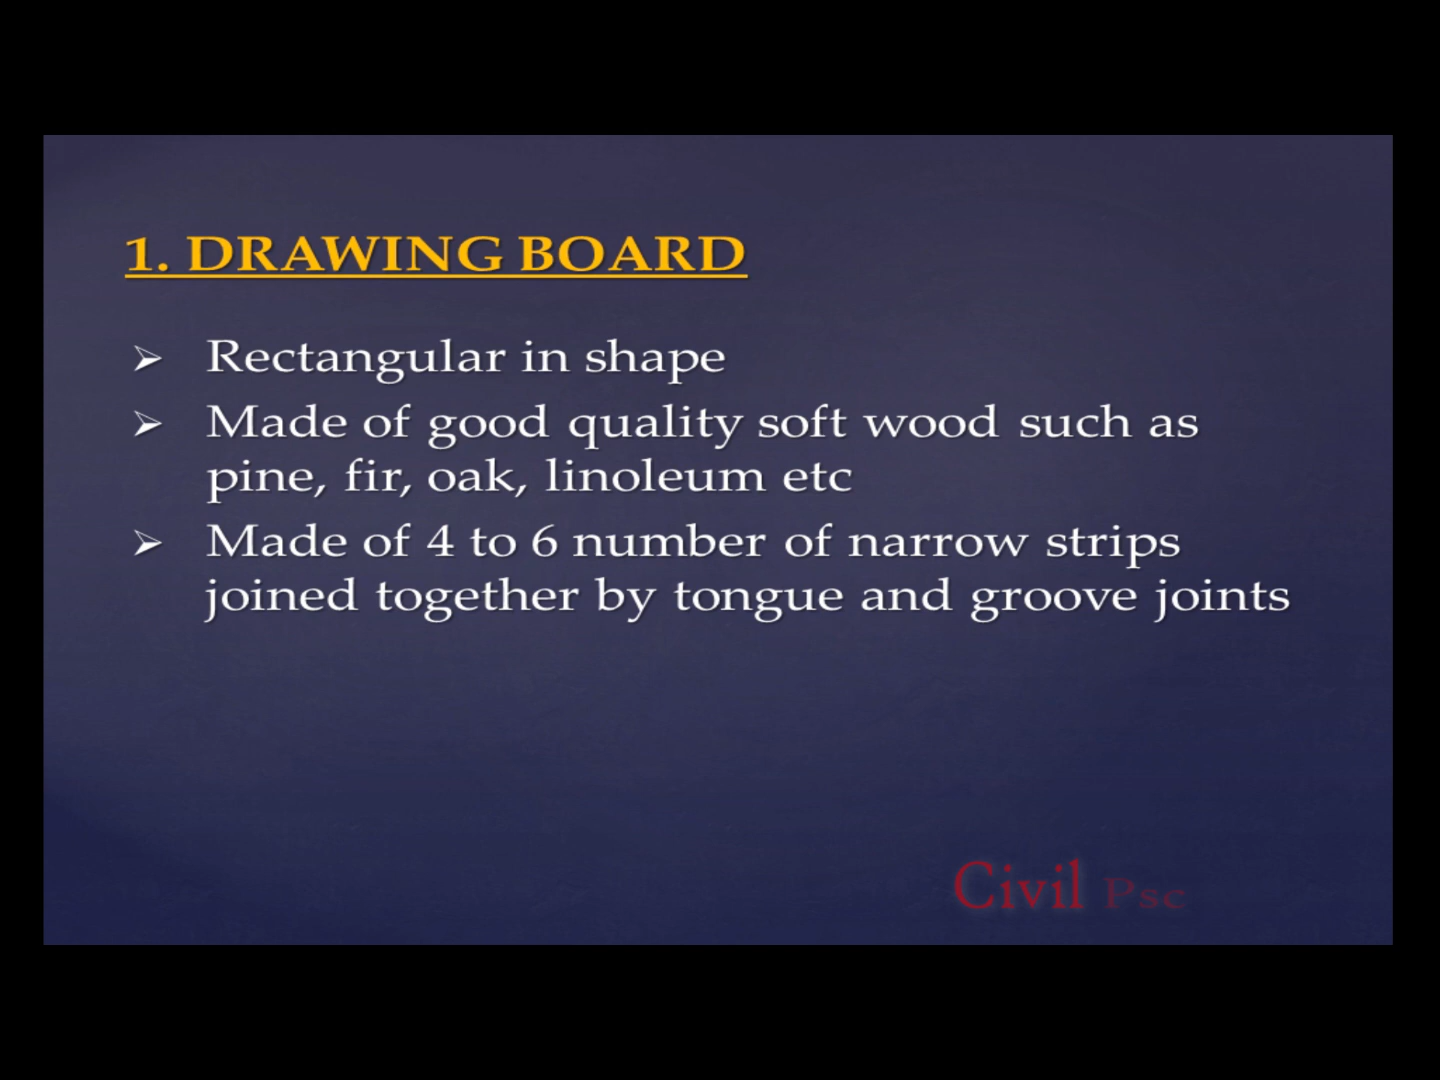 1. DRAWING BOARD
➢ Rectangular in shape
➢ Made of good quality soft wood such as
pine, fir, oak, linoleum etc
➢ Made of 4 to 6 number of narrow strips
joined together by tongue and groove joints
Civil Psc